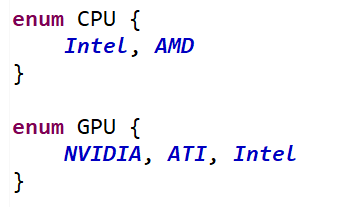 enum CPU {
    Intel, AMD
}

enum GPU {
    NVIDIA, ATI, Intel
}